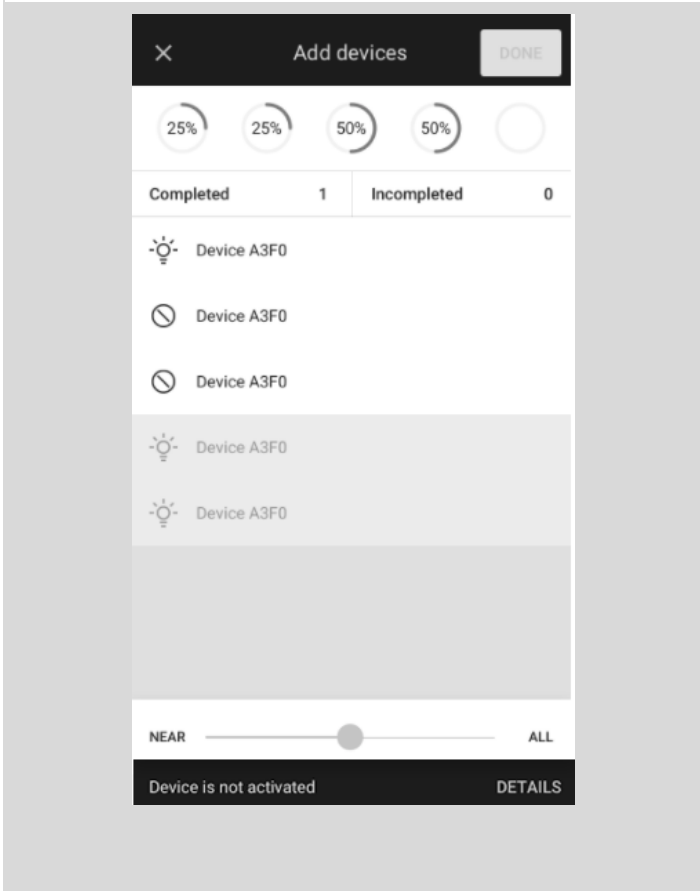 Add devices DONE
25% 25% 50% 50%
Completed 1 Incompleted 0
Device A3F0
Device A3F0
Device A3F0
Device A3F0
Device A3F0
NEAR ALL
Device is not activated DETAILS